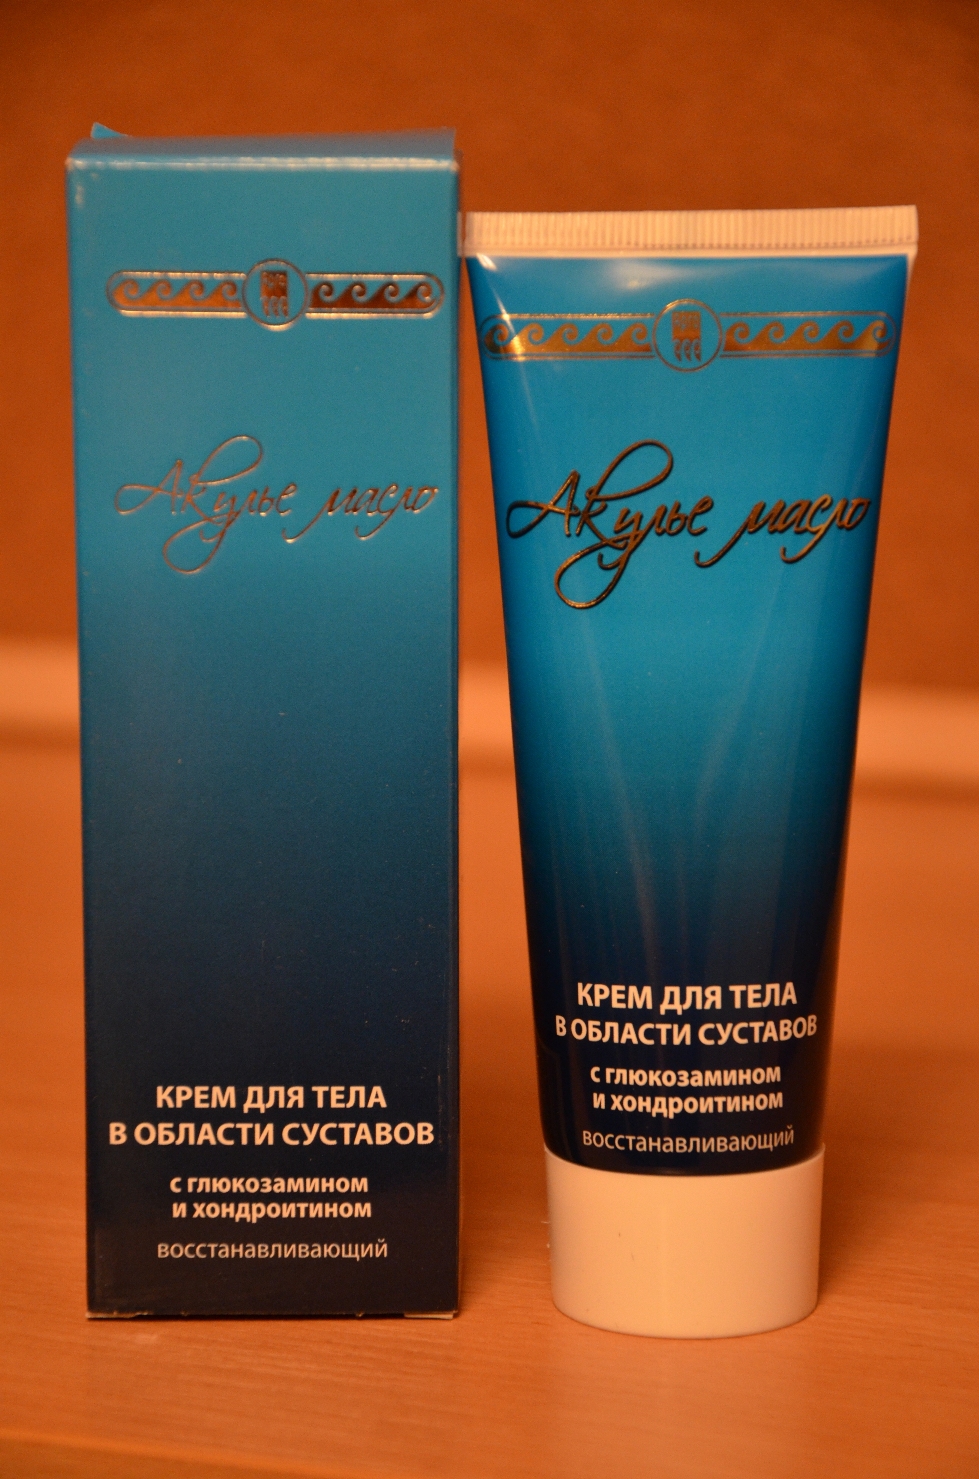 Акулье масло
КРЕМ ДЛЯ ТЕЛА
В ОБЛАСТИ СУСТАВОВ
с глюкозамином
и хондроитином
восстанавливающий
Акулье масло
КРЕМ ДЛЯ ТЕЛА
В ОБЛАСТИ СУСТАВОВ
с глюкозамином
и хондроитином
восстанавливающий